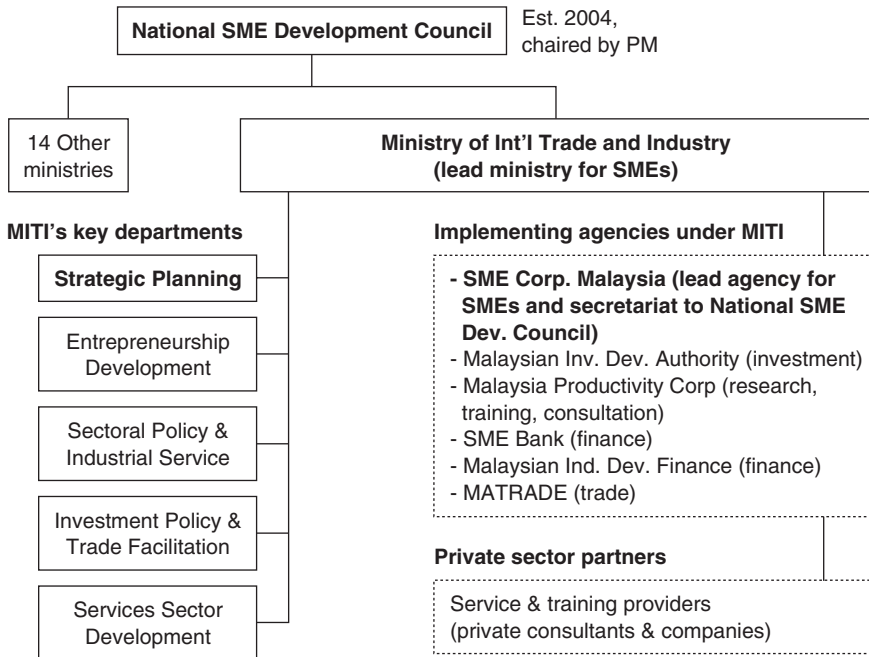 National SME Development Council
Est. 2004,
chaired by PM
14 Other
ministries
Ministry of Int'l Trade and Industry
(lead ministry for SMEs)
MITI's key departments
Strategic Planning
Entrepreneurship
Development
Sectoral Policy &
Industrial Service
Investment Policy &
Trade Facilitation
Services Sector
Development
Implementing agencies under MITI
- SME Corp. Malaysia (lead agency for
SMEs and secretariat to National SME
Dev. Council)
- Malaysian Inv. Dev. Authority (investment)
- Malaysia Productivity Corp (research,
training, consultation)
- SME Bank (finance)
- Malaysian Ind. Dev. Finance (finance)
- MATRADE (trade)
Private sector partners
Service & training providers
(private consultants & companies)